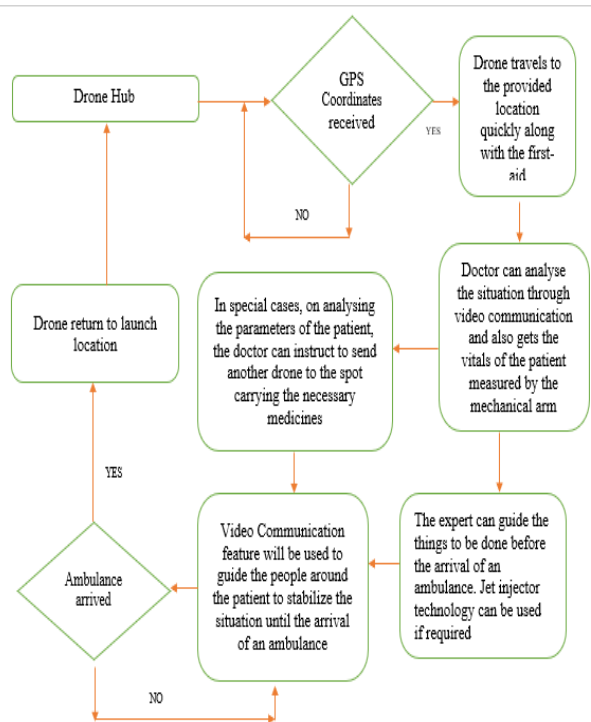 Drone Hub
GPS
Coordinates
received
YES
NO
Drone travels to
the provided
location
quickly along
with the first-
aid
Doctor can analyse
the situation through
video communication
and also gets the
vitals of the patient
measured by the
mechanical arm
In special cases, on analysing
the parameters of the patient,
the doctor can instruct to send
another drone to the spot
carrying the necessary
medicines
The expert can guide the
things to be done before
the arrival of an
ambulance. Jet injector
technology can be used
if required
Video Communication
feature will be used to
guide the people around
the patient to stabilize the
situation until the arrival
of an ambulance
Ambulance
arrived
NO
YES
Drone return to launch
location